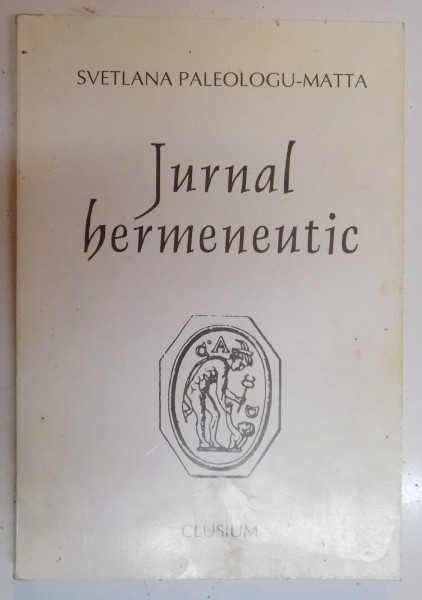 SVETLANA PALEOLOGU-MATTA
Jurnal
hermeneutic
CLUSIUM